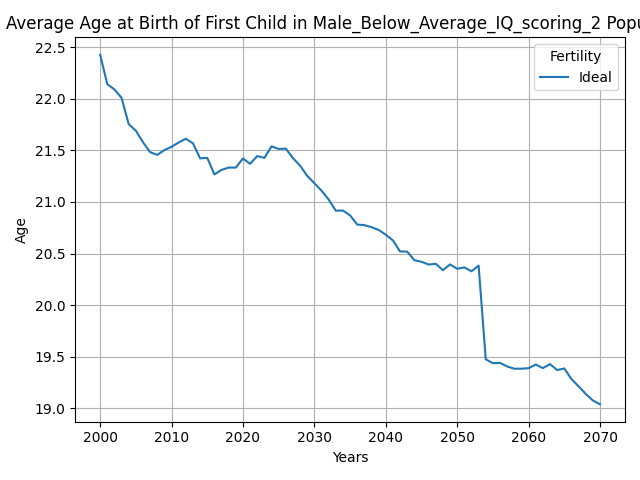 Average Age at Birth of First Child in Male_Below_Average_IQ_scoring_2
22.5
22.0
21.5
21.0
20.5
20.0
19.5
19.0
Age
Fertility
Ideal
2000 2010 2020 2030 2040 2050 2060 2070
Years